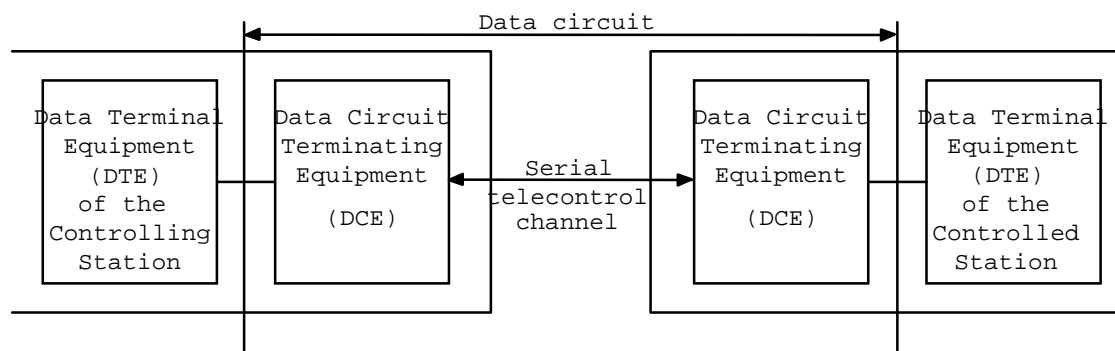 Data circuit
Data Terminal
Equipment
(DTE)
of the
Controlling
Station
Data Circuit
Terminating
Equipment
(DCE)
Serial
telecontrol
channel
Data Circuit
Terminating
Equipment
(DCE)
Data Terminal
Equipment
(DTE)
of the
Controlled
Station